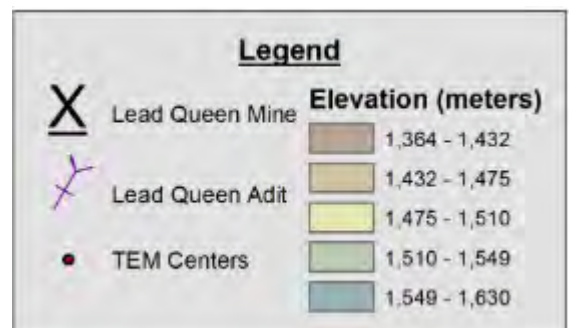 Legend
X Lead Queen Mine
Lead Queen Adit
TEM Centers
Elevation (meters)
1,364 - 1,432
1,432 - 1,475
1,475 - 1,510
1,510 - 1,549
1,549 - 1,630